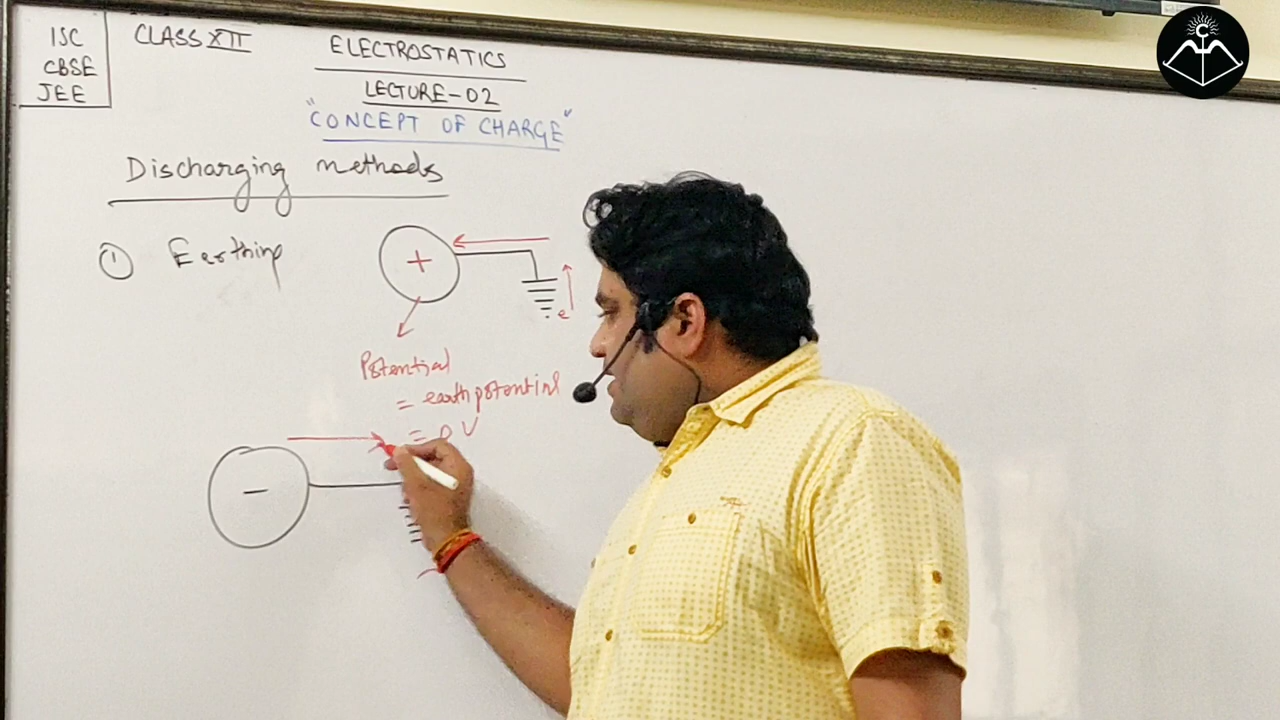 ISC
CBSE
JEE
CLASS XII
ELECTROSTATICS
LECTURE-02
"CONCEPT OF CHARGE"
Discharging methods
① Earthing
+
e
Potential
= earth potential
= 0 V
−
C